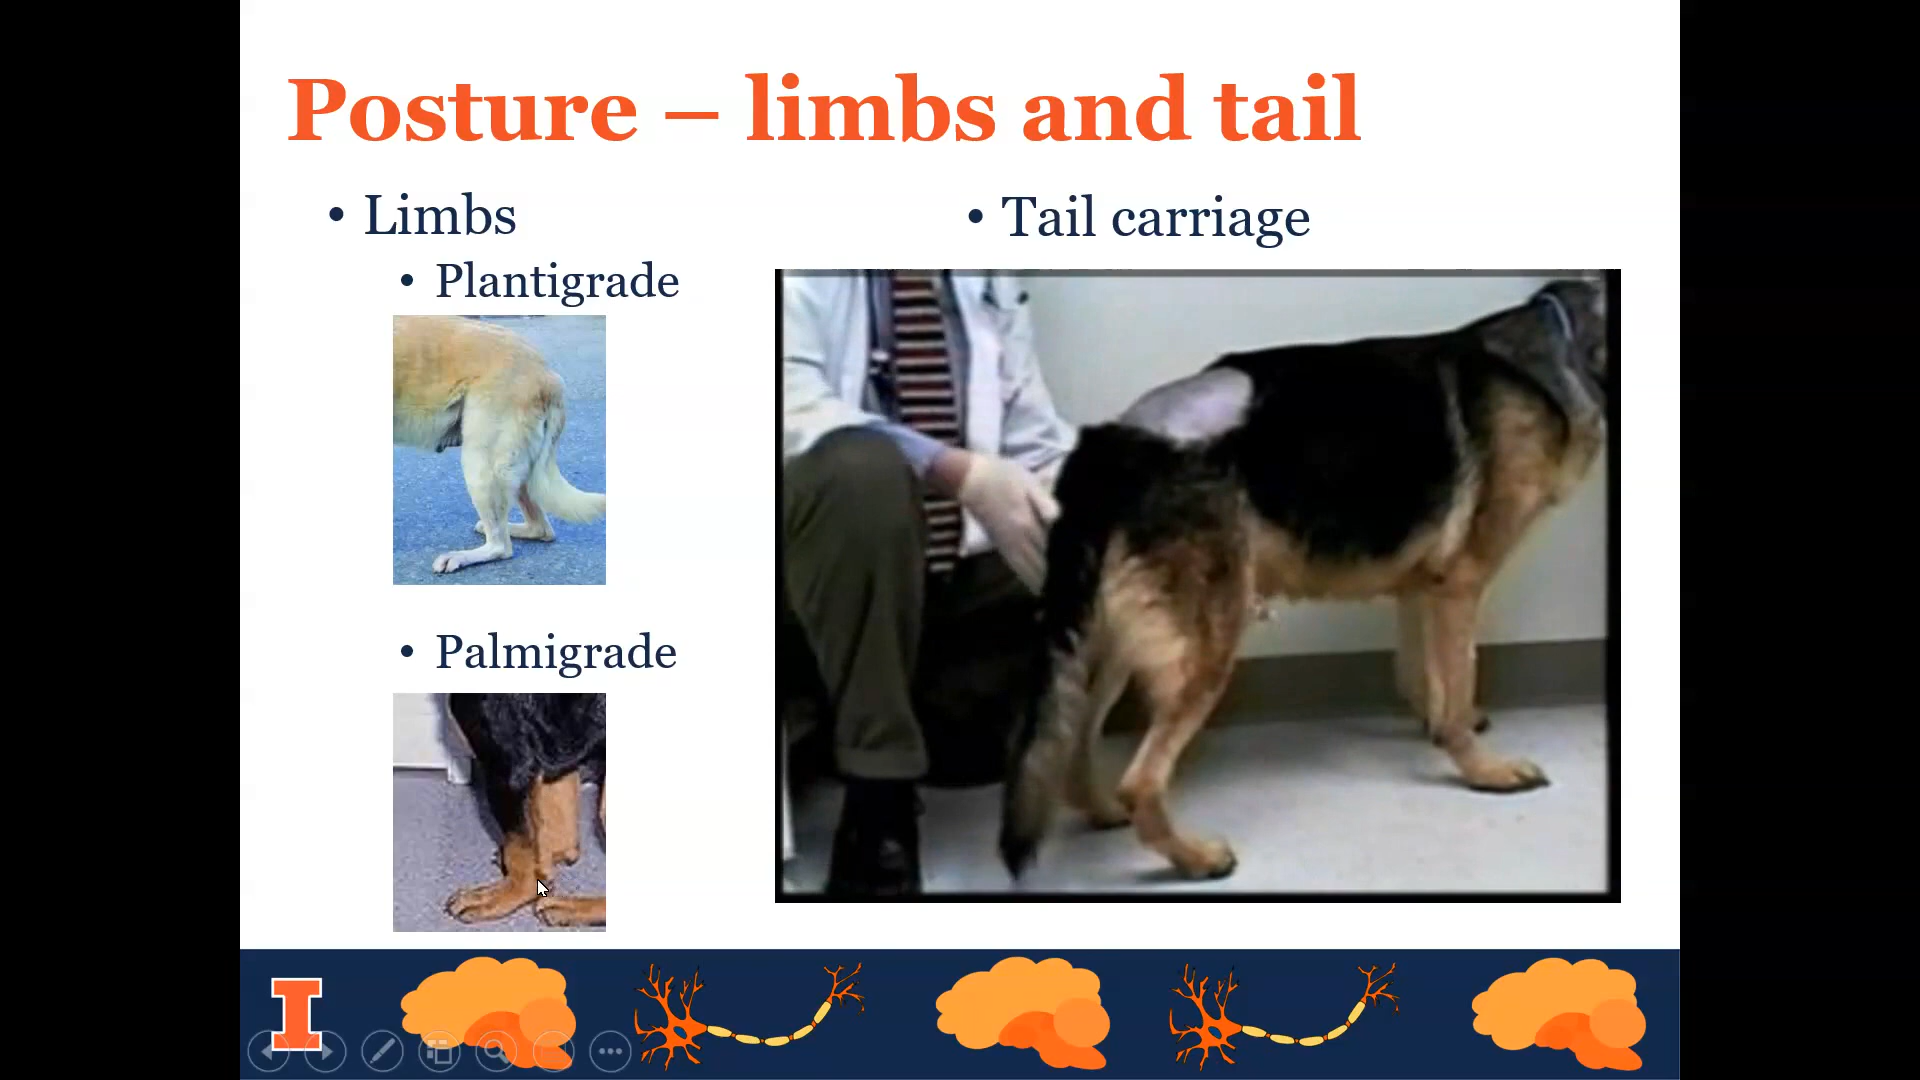 Posture – limbs and tail
• Limbs
• Plantigrade
• Palmigrade
• Tail carriage
I